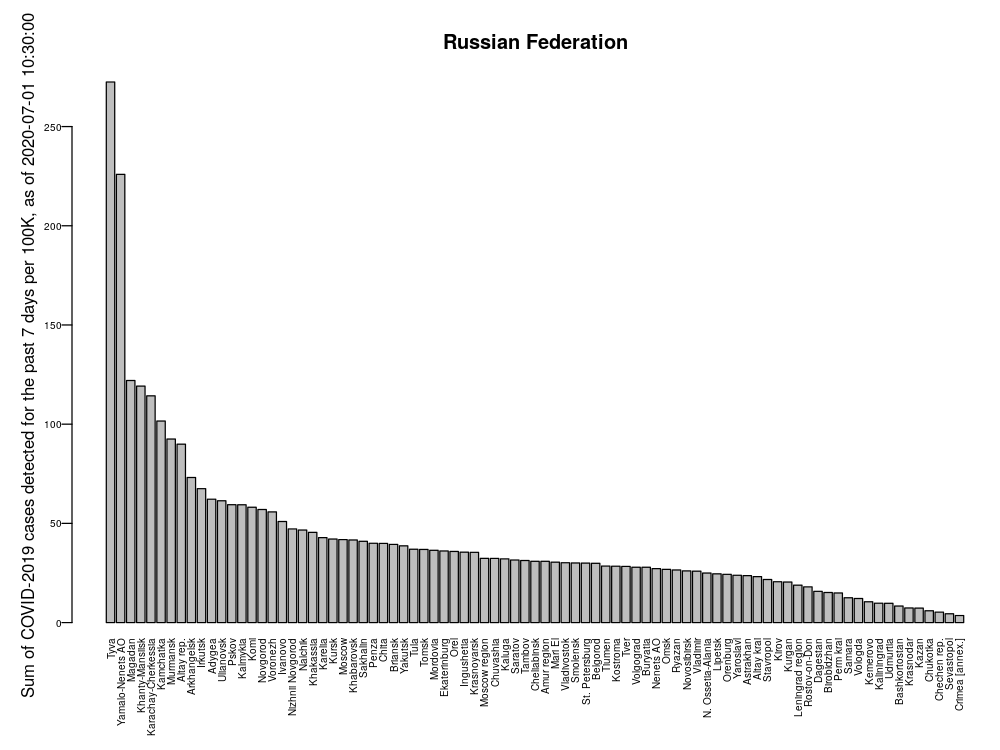 Russian Federation
Sum of COVID-2019 cases detected for the past 7 days per 100K, as of 2020-07-01 10:30:00
250
200
150
100
50
0
Tyva
Yamalo-Nenets AO
Magadan
Khanty-Mansiisk
Karachay-Cherkessia
Kamchatka
Murmansk
Altay rep.
Arkhangelsk
Irkutsk
Adygea
Ulianovsk
Pskov
Kalmykia
Komi
Novgorod
Voronezh
Ivanovo
Nizhnii Novgorod
Nalchik
Khakassia
Karelia
Kursk
Moscow
Khabarovsk
Sakhalin
Penza
Chita
Briansk
Yakutsk
Tula
Tomsk
Mordovia
Ekaterinburg
Orel
Ingushetia
Krasnoyarsk
Moscow region
Chuvashia
Kaluga
Saratov
Tambov
Cheliabinsk
Amur region
Mari El
Vladivostok
Smolensk
St. Petersburg
Belgorod
Tiumen
Kostroma
Tver
Volgograd
Buryatia
Nenets AO
Omsk
Ryazan
Novosibirsk
Vladimir
N. Ossetia-Alania
Lipetsk
Orenburg
Yaroslavl
Astrakhan
Altay krai
Stavropol
Kirov
Kurgan
Leningrad region
Rostov-on-Don
Dagestan
Birobidzhan
Perm krai
Samara
Vologda
Kemerovo
Kaliningrad
Udmurtia
Bashkortostan
Krasnodar
Kazan
Chukotka
Chechen rep.
Sevastopol
Crimea [annex.]